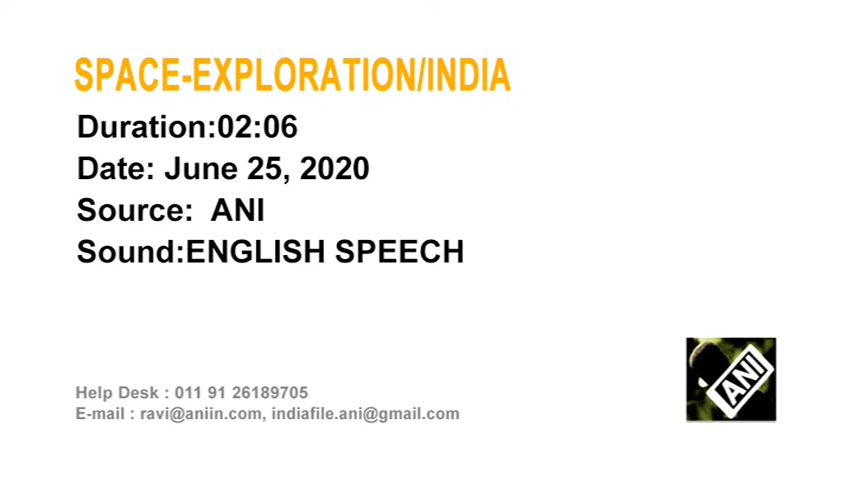 SPACE-EXPLORATION/INDIA
Duration:02:06
Date: June 25, 2020
Source:  ANI
Sound:ENGLISH SPEECH
ANI
Help Desk : 011 91 26189705
E-mail : ravi@aniin.com, indiafile.ani@gmail.com